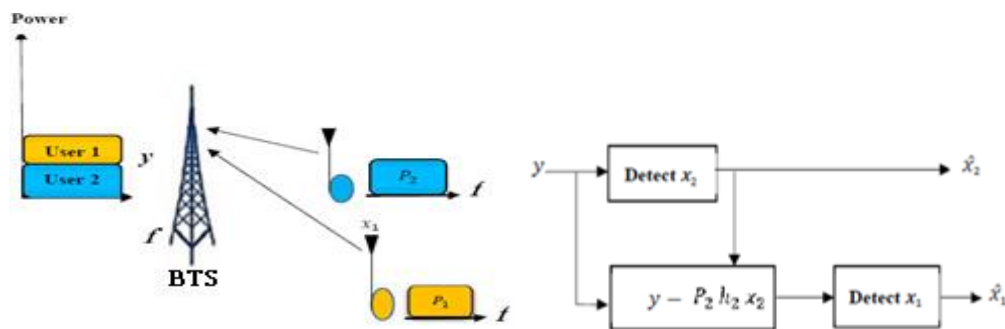 Power
User 1
User 2
y
f
BTS
P₂
f
x₁
P₁
f
y
Detect x₂
x̂₂
y − P₂ h₂ x₂
Detect x₁
x̂₁